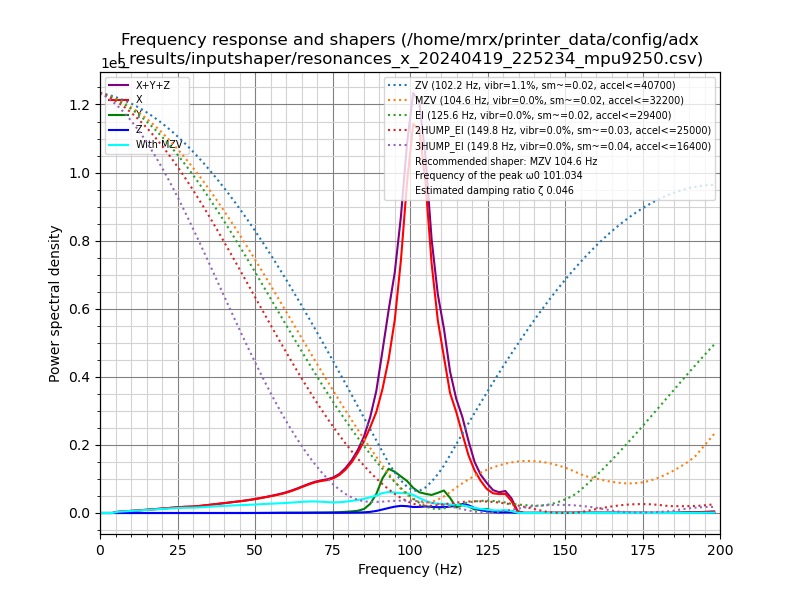 Frequency response and shapers (/home/mrx/printer_data/config/adx
l_results/inputshaper/resonances_x_20240419_225234_mpu9250.csv)
1e5
X+Y+Z
X
Y
Z
With MZV
ZV (102.2 Hz, vibr=1.1%, sm~=0.02, accel<=40700)
MZV (104.6 Hz, vibr=0.0%, sm~=0.02, accel<=32200)
EI (125.6 Hz, vibr=0.0%, sm~=0.02, accel<=29400)
2HUMP_EI (149.8 Hz, vibr=0.0%, sm~=0.03, accel<=25000)
3HUMP_EI (149.8 Hz, vibr=0.0%, sm~=0.04, accel<=16400)
Recommended shaper: MZV 104.6 Hz
Frequency of the peak ω0 101.034
Estimated damping ratio ζ 0.046
Power spectral density
1.2
1.0
0.8
0.6
0.4
0.2
0.0
0 25 50 75 100 125 150 175 200
Frequency (Hz)